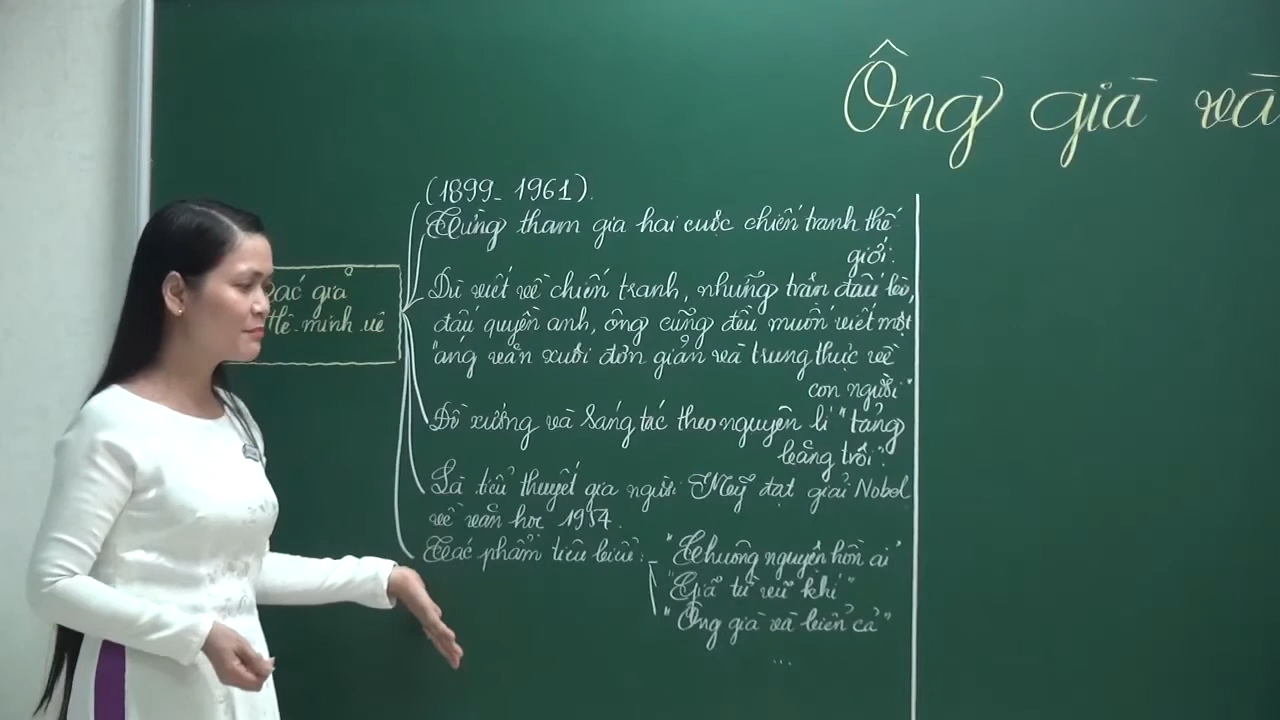 Ông già và
(1899_ 1961).
Từng tham gia hai cuộc chiến tranh thế
giới.
Tác giả
Hê-minh-uê
Dù viết về chiến tranh, những trận đấu bò,
đấu quyền anh, ông cũng đều muốn viết một
"áng văn xuôi đơn giản và trung thực về
con người"
Đề xướng và sáng tác theo nguyên lí "tảng
băng trôi".
Là tiểu thuyết gia người Mỹ đạt giải Nobel
về văn học 1954.
Tác phẩm tiêu biểu: - "Chuông nguyện hồn ai"
"Giã từ vũ khí"
"Ông già và biển cả"
...